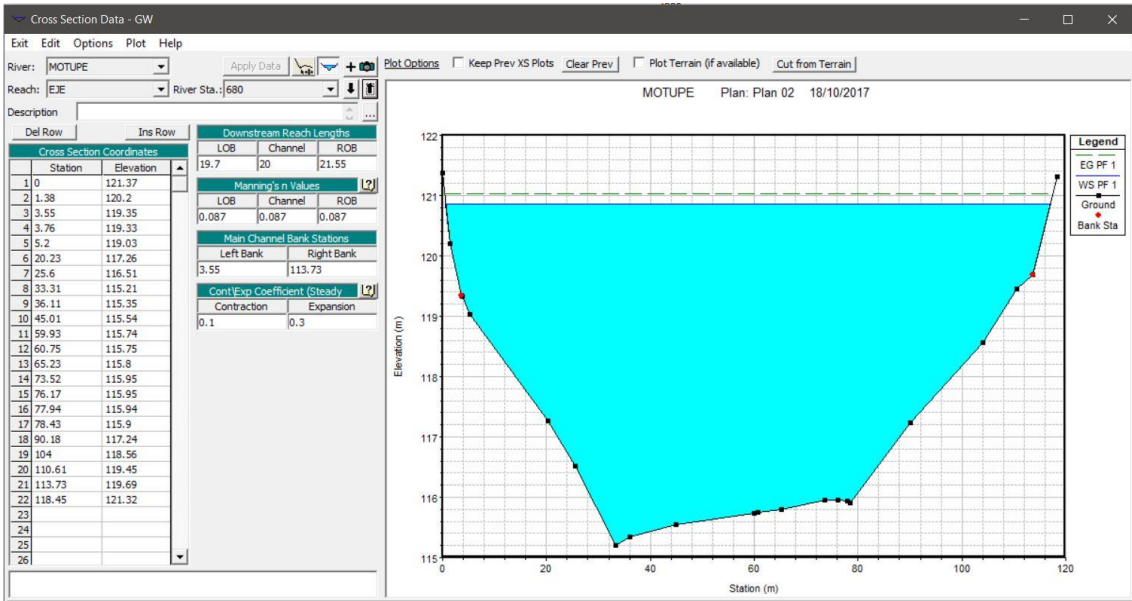 Cross Section Data - GW
Exit Edit Options Plot Help
River: MOTUPE Apply Data Plot Options Keep Prev XS Plots Clear Prev Plot Terrain (if available) Cut from Terrain
Reach: EJE River Sta.: 680
Description ...
Del Row Ins Row
Cross Section Coordinates
Station Elevation
1 0 121.37
2 1.38 120.2
3 3.55 119.35
4 3.76 119.33
5 5.2 119.03
6 20.23 117.26
7 25.6 116.51
8 33.31 115.21
9 36.11 115.35
10 45.01 115.54
11 59.93 115.74
12 60.75 115.75
13 65.23 115.8
14 73.52 115.95
15 76.17 115.95
16 77.94 115.94
17 78.43 115.9
18 90.18 117.24
19 104 118.56
20 110.61 119.45
21 113.73 119.69
22 118.45 121.32
23
24
25
26
Downstream Reach Lengths
LOB Channel ROB
19.7 20 21.55
Manning's n Values
LOB Channel ROB
0.087 0.087 0.087
Main Channel Bank Stations
Left Bank Right Bank
3.55 113.73
Cont\Exp Coefficient (Steady
Contraction Expansion
0.1 0.3
MOTUPE Plan: Plan 02 18/10/2017
122
121
120
119
118
117
116
115
Elevation (m)
0 20 40 60 80 100 120
Station (m)
Legend
EG PF 1
WS PF 1
Ground
Bank Sta